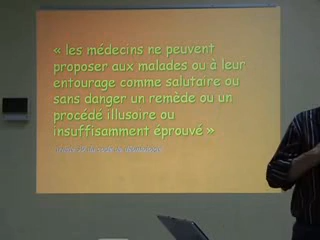 « les médecins ne peuvent
proposer aux malades ou à leur
entourage comme salutaire ou
sans danger un remède ou un
procédé illusoire ou
insuffisamment éprouvé »